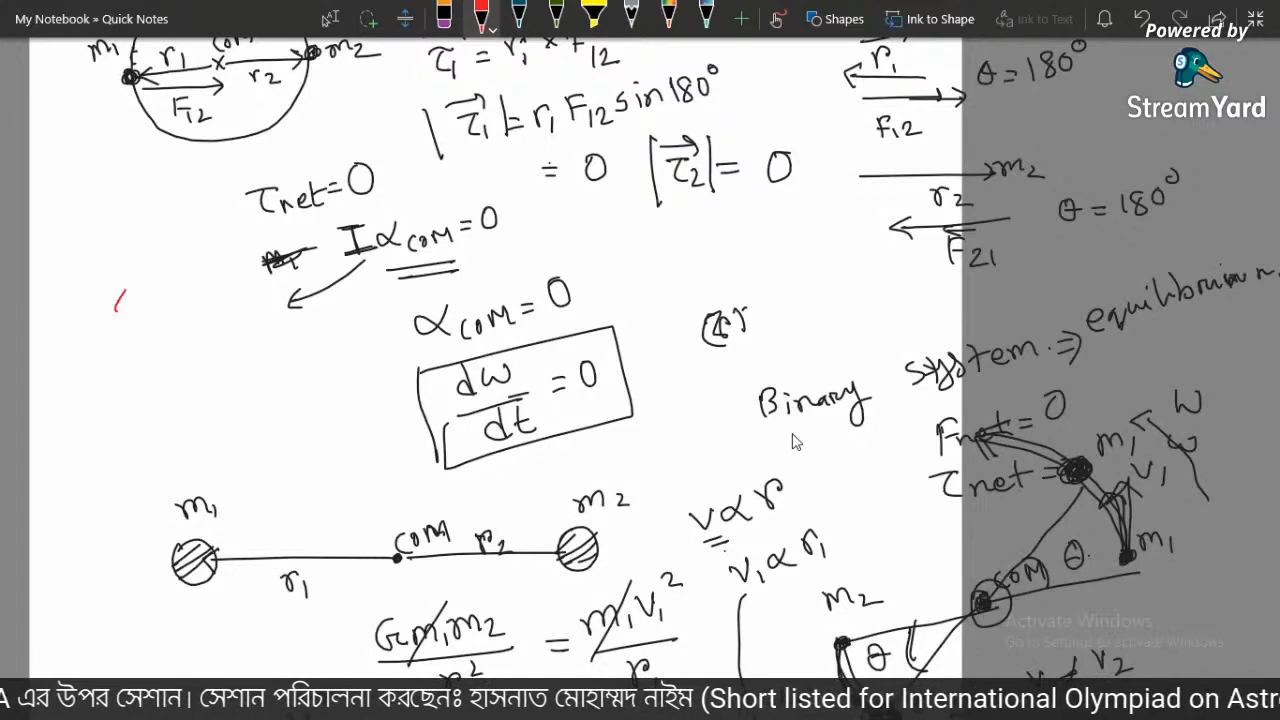 My Notebook » Quick Notes
Shapes
Ink to Shape
Ink to Text
Powered by
StreamYard
m₁ r₁ COM r₂ m₂
F₁₂
τ₁ = r₁ × F₁₂
|τ₁| = r₁ F₁₂ sin 180°
= 0 |τ₂| = 0
r₁
F₁₂
θ = 180°
m₂
r₂
F₂₁
θ = 180°
τnet = 0
I α COM = 0
α COM = 0
dω/dt = 0
Binary system ⇒ equilibrium
Fnet = 0
τnet =
m₁ COM m₂
r₁ r₂
v ∝ r
v₁ ∝ r₁
Gm₁m₂/r² = m₁v₁²/r₁
m₁ ω
v₁ ω
m₁
COM θ
m₂
θ
v₂
Activate Windows
Go to Settings to activate Windows
A এর উপর সেশান। সেশান পরিচালনা করছেনঃ হাসনাত মোহাম্মদ নাইম (Short listed for International Olympiad on Astr